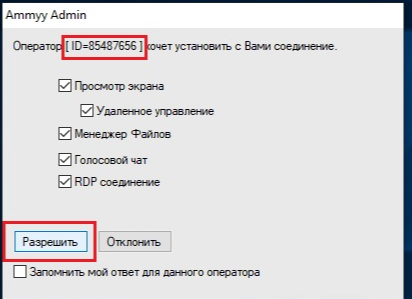 Ammyy Admin
Оператор [ ID=85487656 ] хочет установить с Вами соединение.
Просмотр экрана
Удаленное управление
Менеджер Файлов
Голосовой чат
RDP соединение
Разрешить Отклонить
Запомнить мой ответ для данного оператора